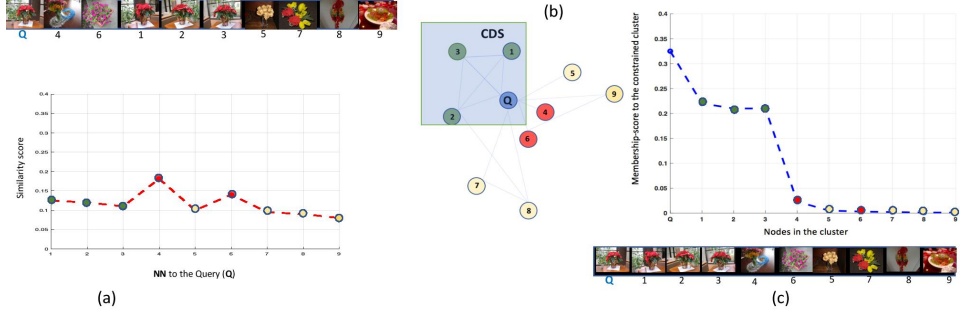 Q 4 6 1 2 3 5 7 8 9
Similarity score
0.4
0.35
0.3
0.25
0.2
0.15
0.1
0.05
0
1 2 3 4 5 6 7 8 9
NN to the Query (Q)
(a)
(b)
CDS
3
1
Q
2
5
9
4
6
7
8
Membership-score to the constrained cluster
0.4
0.35
0.3
0.25
0.2
0.15
0.1
0.05
0
Q 1 2 3 4 5 6 7 8 9
Nodes in the cluster
Q 1 2 3 4 6 5 7 8 9
(c)